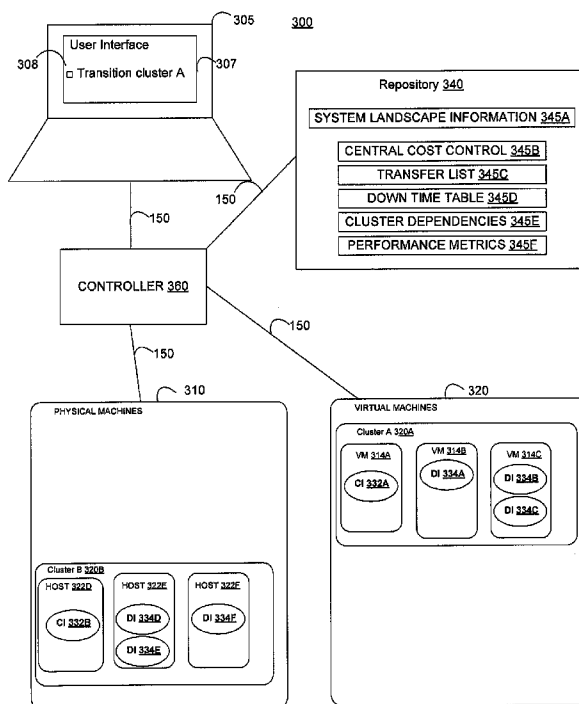 305
300
User Interface
308
Transition cluster A
307
Repository 340
SYSTEM LANDSCAPE INFORMATION 345A
CENTRAL COST CONTROL 345B
TRANSFER LIST 345C
DOWN TIME TABLE 345D
CLUSTER DEPENDENCIES 345E
PERFORMANCE METRICS 345F
150
150
CONTROLLER 360
150
150
310
320
PHYSICAL MACHINES
VIRTUAL MACHINES
Cluster A 320A
VM 314A
VM 314B
VM 314C
CI 332A
DI 334A
DI 334B
DI 334C
Cluster B 320B
HOST 322D
HOST 322E
HOST 322F
CI 332B
DI 334D
DI 334F
DI 334E